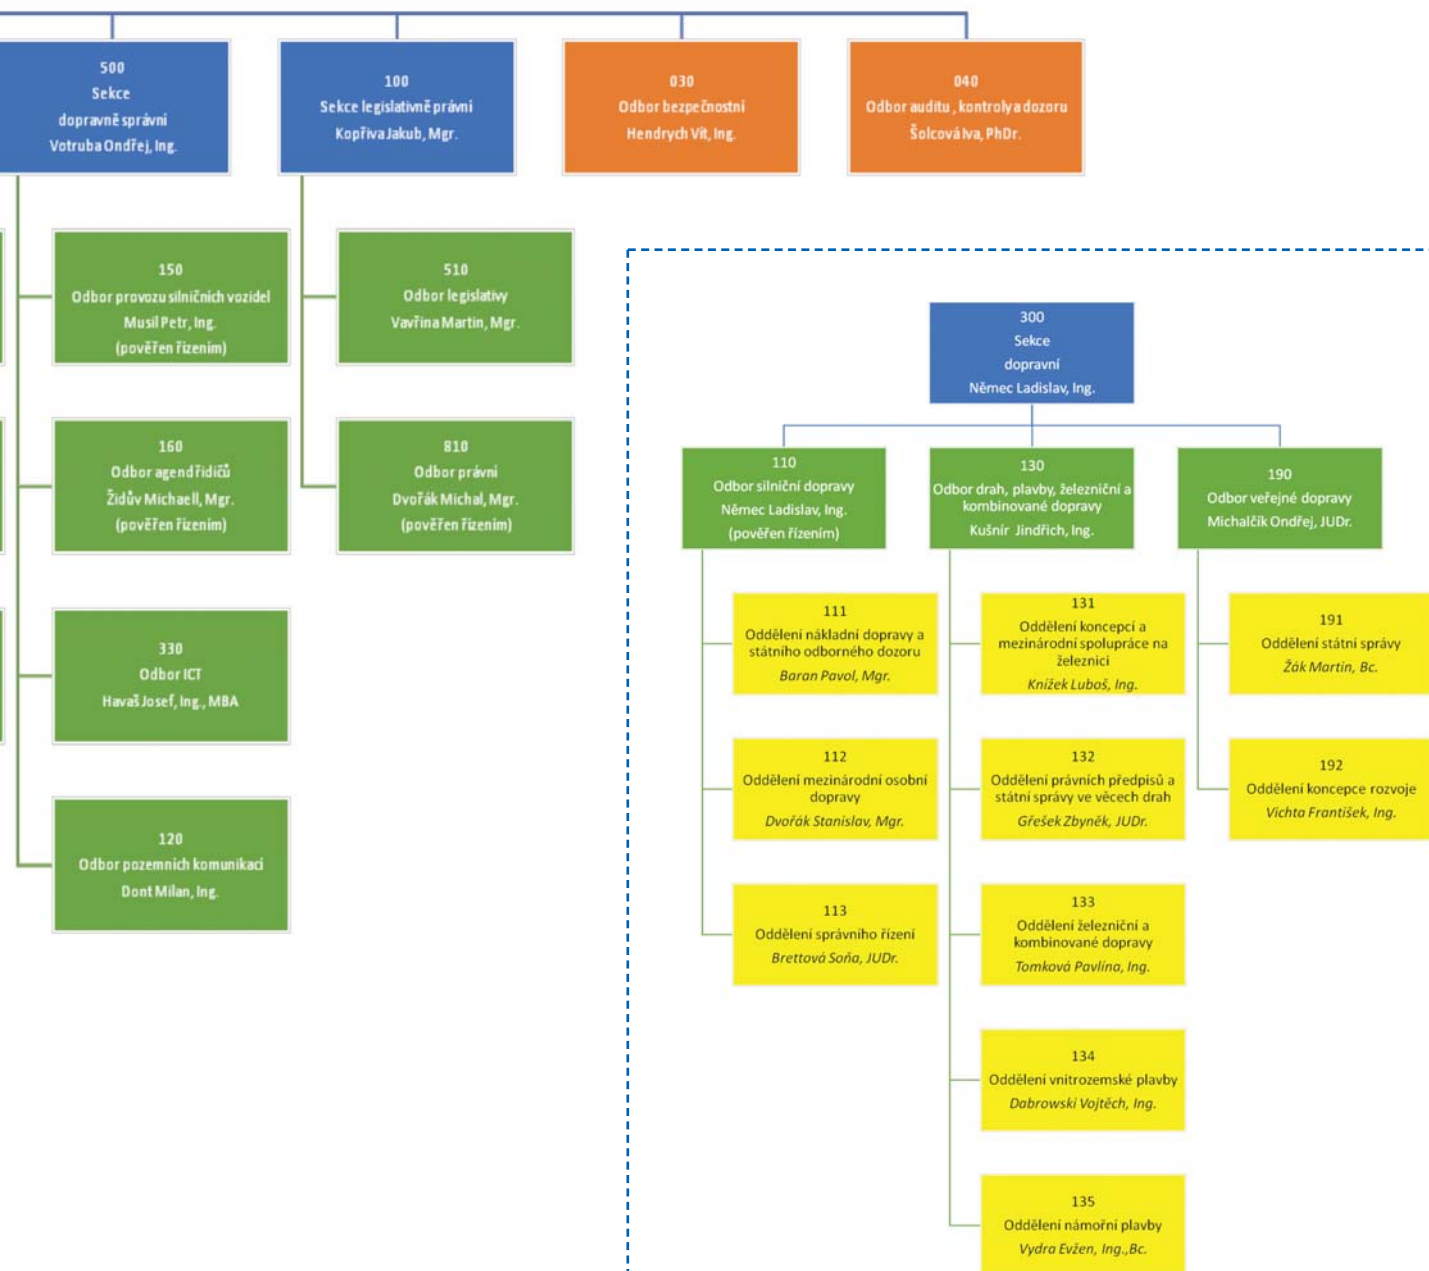 500
Sekce
dopravně správní
Votruba Ondřej, Ing.
100
Sekce legislativně právní
Kopřiva Jakub, Mgr.
030
Odbor bezpečnostní
Hendrych Vít, Ing.
040
Odbor auditu , kontroly a dozoru
Šolcová Iva, PhDr.
150
Odbor provozu silničních vozidel
Musil Petr, Ing.
(pověřen řízením)
510
Odbor legislativy
Vavřina Martin, Mgr.
160
Odbor agend řidičů
Židův Michaell, Mgr.
(pověřen řízením)
810
Odbor právní
Dvořák Michal, Mgr.
(pověřen řízením)
330
Odbor ICT
Havaš Josef, Ing., MBA
120
Odbor pozemních komunikací
Dont Milan, Ing.
300
Sekce
dopravní
Němec Ladislav, Ing.
110
Odbor silniční dopravy
Němec Ladislav, Ing.
(pověřen řízením)
130
Odbor drah, plavby, železniční a
kombinované dopravy
Kušnír Jindřich, Ing.
190
Odbor veřejné dopravy
Michalčík Ondřej, JUDr.
111
Oddělení nákladní dopravy a
státního odborného dozoru
Baran Pavol, Mgr.
131
Oddělení koncepcí a
mezinárodní spolupráce na
železnici
Knížek Luboš, Ing.
191
Oddělení státní správy
Žák Martin, Bc.
112
Oddělení mezinárodní osobní
dopravy
Dvořák Stanislav, Mgr.
132
Oddělení právních předpisů a
státní správy ve věcech drah
Gřešek Zbyněk, JUDr.
192
Oddělení koncepce rozvoje
Vichta František, Ing.
113
Oddělení správního řízení
Brettová Soňa, JUDr.
133
Oddělení železniční a
kombinované dopravy
Tomková Pavlína, Ing.
134
Oddělení vnitrozemské plavby
Dabrowski Vojtěch, Ing.
135
Oddělení námořní plavby
Vydra Evžen, Ing.,Bc.